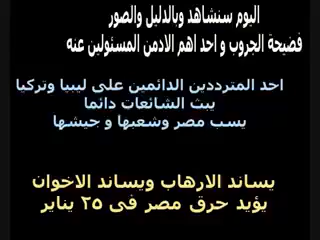 اليوم سنشاهد وبالدليل والصور
فضيحة الجروب و احد اهم الادمن المسئولين عنه
احد المترددين الدائمين على ليبيا وتركيا
يبث الشائعات دائما
يسب مصر وشعبها و جيشها
يساند الارهاب ويساند الاخوان
يؤيد حرق مصر فى ٢٥ يناير